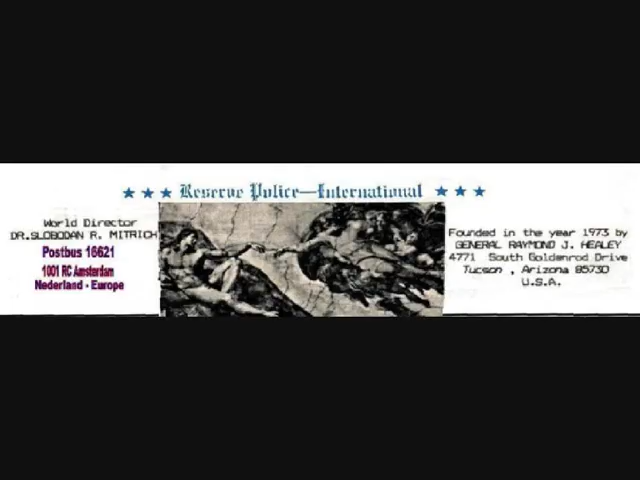 ★ ★ ★ Reserve Police—International ★ ★ ★
World Director
DR.SLOBODAN R. MITRICH
Postbus 16621
1001 RC Amsterdam
Nederland - Europe
Founded in the year 1973 by
GENERAL RAYMOND J. HEALEY
4771 South Goldenrod Drive
Tucson , Arizona 85730
U.S.A.